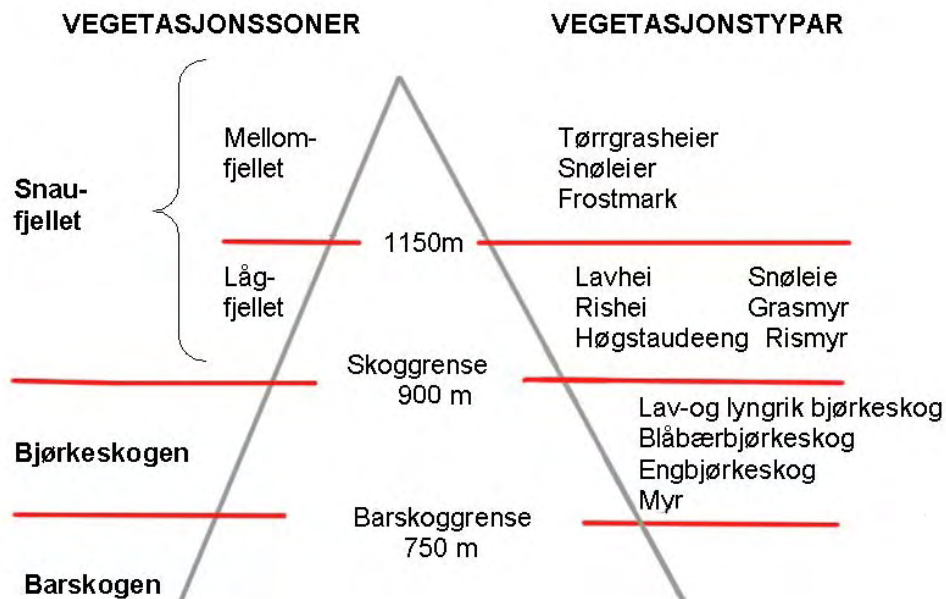 VEGETASJONSSONER VEGETASJONSTYPAR
Mellom-
fjellet
Tørrgrasheier
Snøleier
Frostmark
Snau-
fjellet
1150m
Låg-
fjellet
Lavhei Snøleie
Rishei Grasmyr
Høgstaudeeng Rismyr
Skoggrense
900 m
Lav-og lyngrik bjørkeskog
Blåbærbjørkeskog
Engbjørkeskog
Myr
Bjørkeskogen
Barskoggrense
750 m
Barskogen